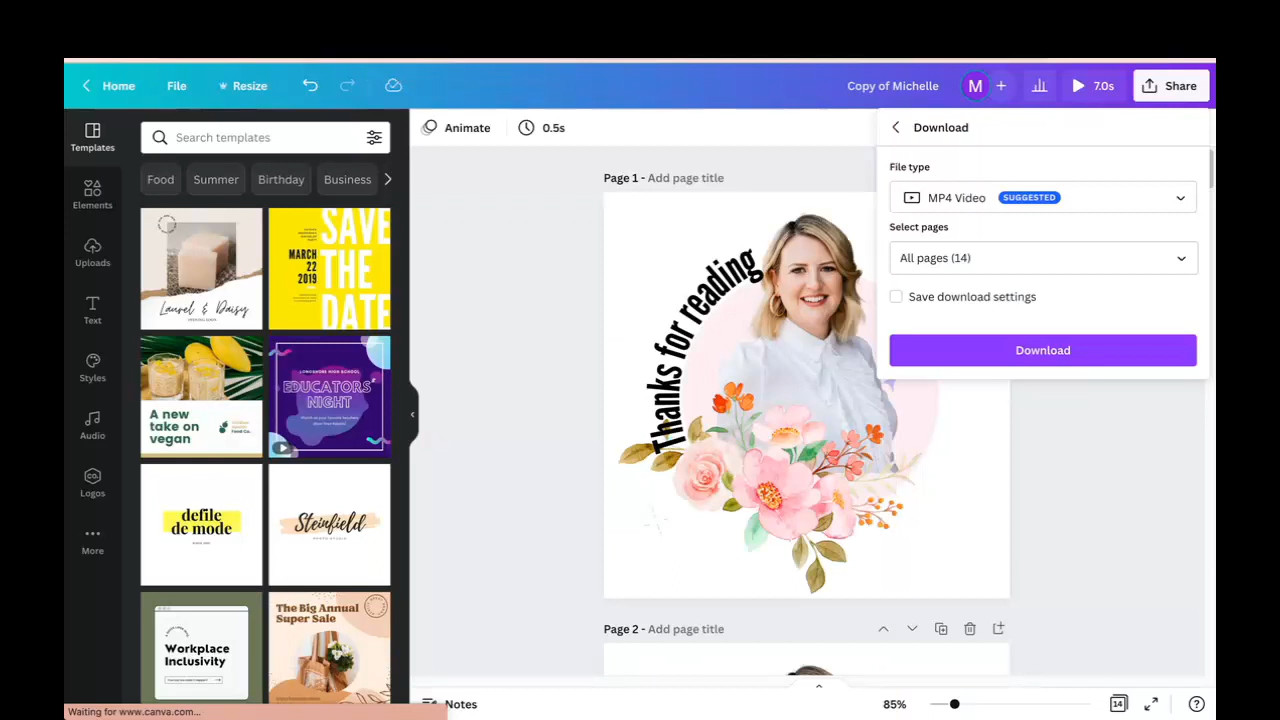 Home
File
Resize
Copy of Michelle
M
7.0s
Share
Templates
Elements
Uploads
Text
Styles
Audio
co.
Logos
More
Search templates
Food
Summer
Birthday
Business
Laurel & Daisy
MARCH
22
2019
SAVE
THE
DATE
A new
take on
vegan
EDUCATORS'
NIGHT
defile
de mode
Steinfield
Workplace
Inclusivity
The Big Annual
Super Sale
Animate
0.5s
Page 1 - Add page title
Thanks for reading
Page 2 - Add page title
Download
File type
MP4 Video
SUGGESTED
Select pages
All pages (14)
Save download settings
Download
Notes
85%
14
Waiting for www.canva.com...